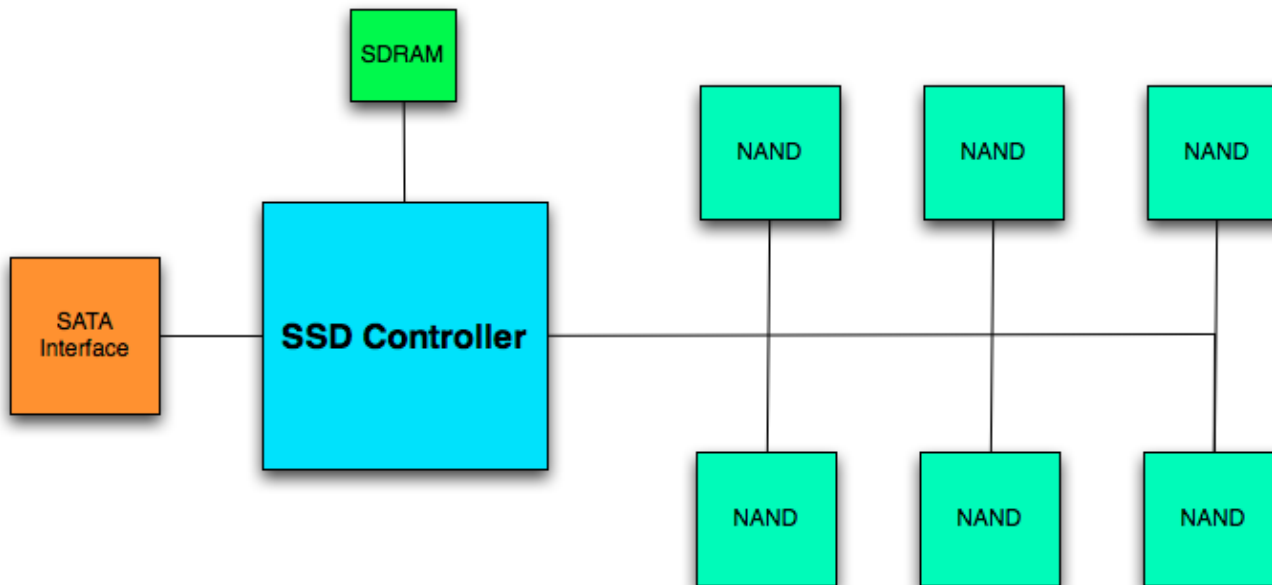 SDRAM
NAND
NAND
NAND
SATA
Interface
SSD Controller
NAND
NAND
NAND